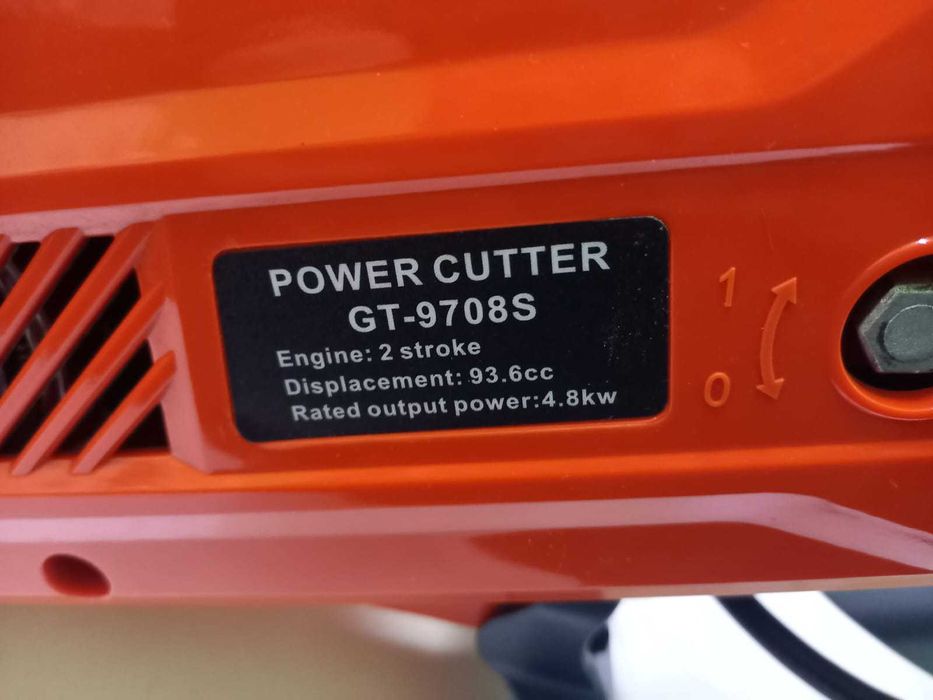 POWER CUTTER
GT-9708S
Engine: 2 stroke
Displacement: 93.6cc
Rated output power:4.8kw
1
0